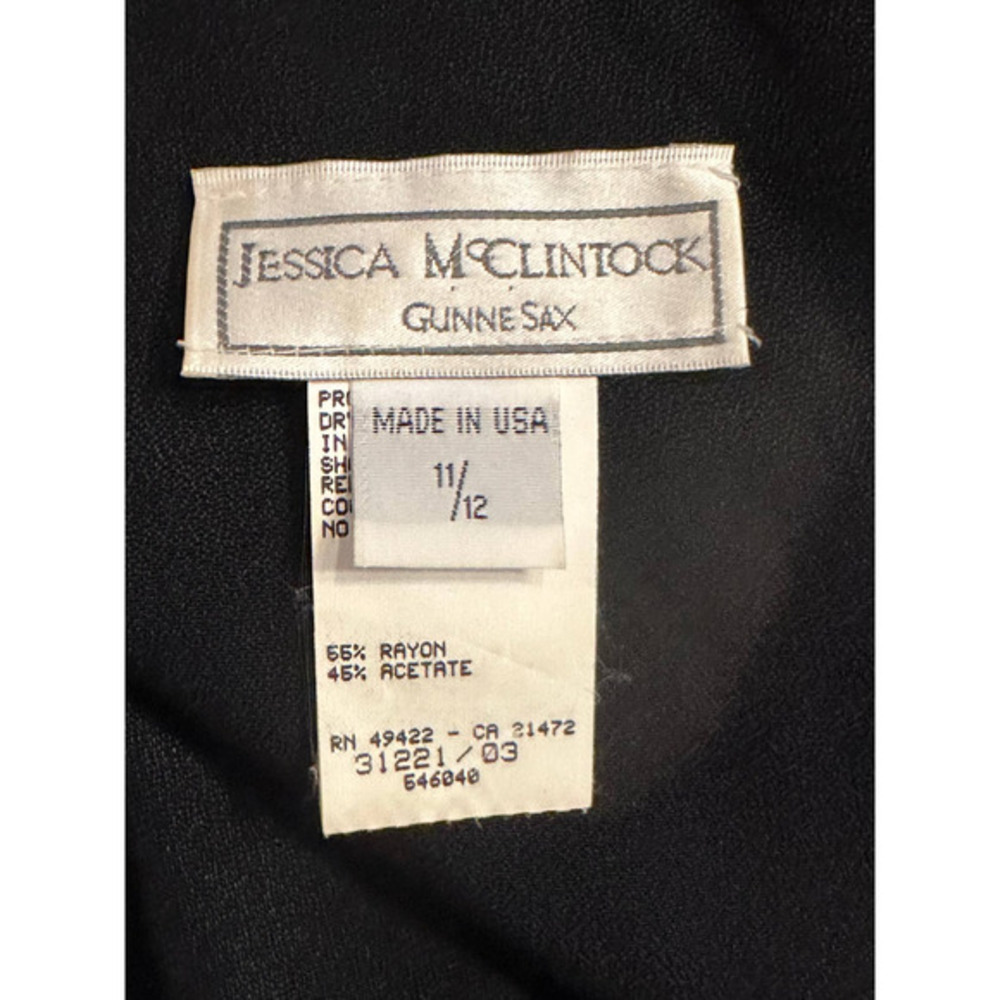 JESSICA McCLINTOCK
GUNNE SAX
MADE IN USA
11/12
55% RAYON
45% ACETATE
RN 49422 - CA 21472
31221/03
546040